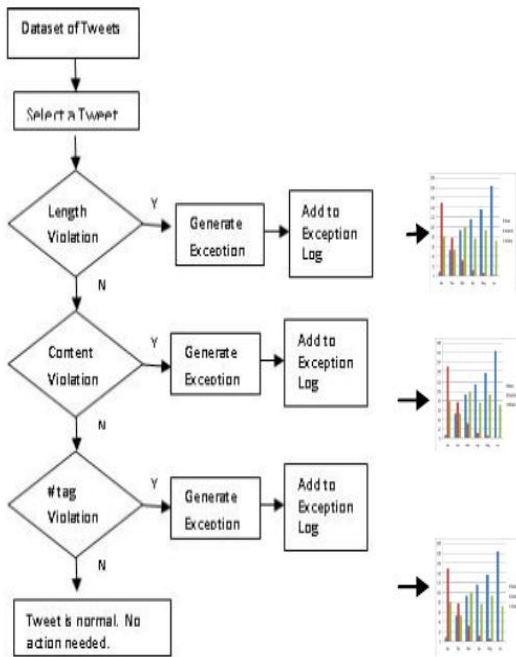 Dataset of Tweets
Select a Tweet
Length
Violation
Y
Generate
Exception
Add to
Exception
Log
N
Content
Violation
Y
Generate
Exception
Add to
Exception
Log
N
#tag
Violation
Y
Generate
Exception
Add to
Exception
Log
N
Tweet is normal. No
action needed.